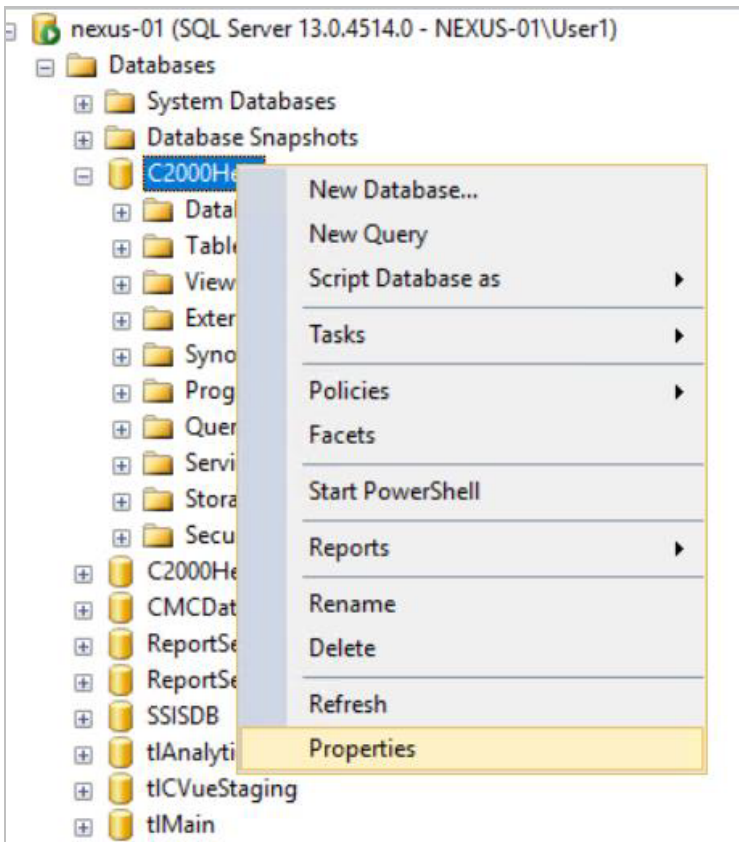 nexus-01 (SQL Server 13.0.4514.0 - NEXUS-01\User1)
Databases
System Databases
Database Snapshots
C2000He
Datal
Table
View
Exter
Syno
Prog
Quer
Servi
Stora
Secu
C2000He
CMCDat
ReportSe
ReportSe
SSISDB
tlAnalyti
tlCVueStaging
tlMain
New Database...
New Query
Script Database as
Tasks
Policies
Facets
Start PowerShell
Reports
Rename
Delete
Refresh
Properties